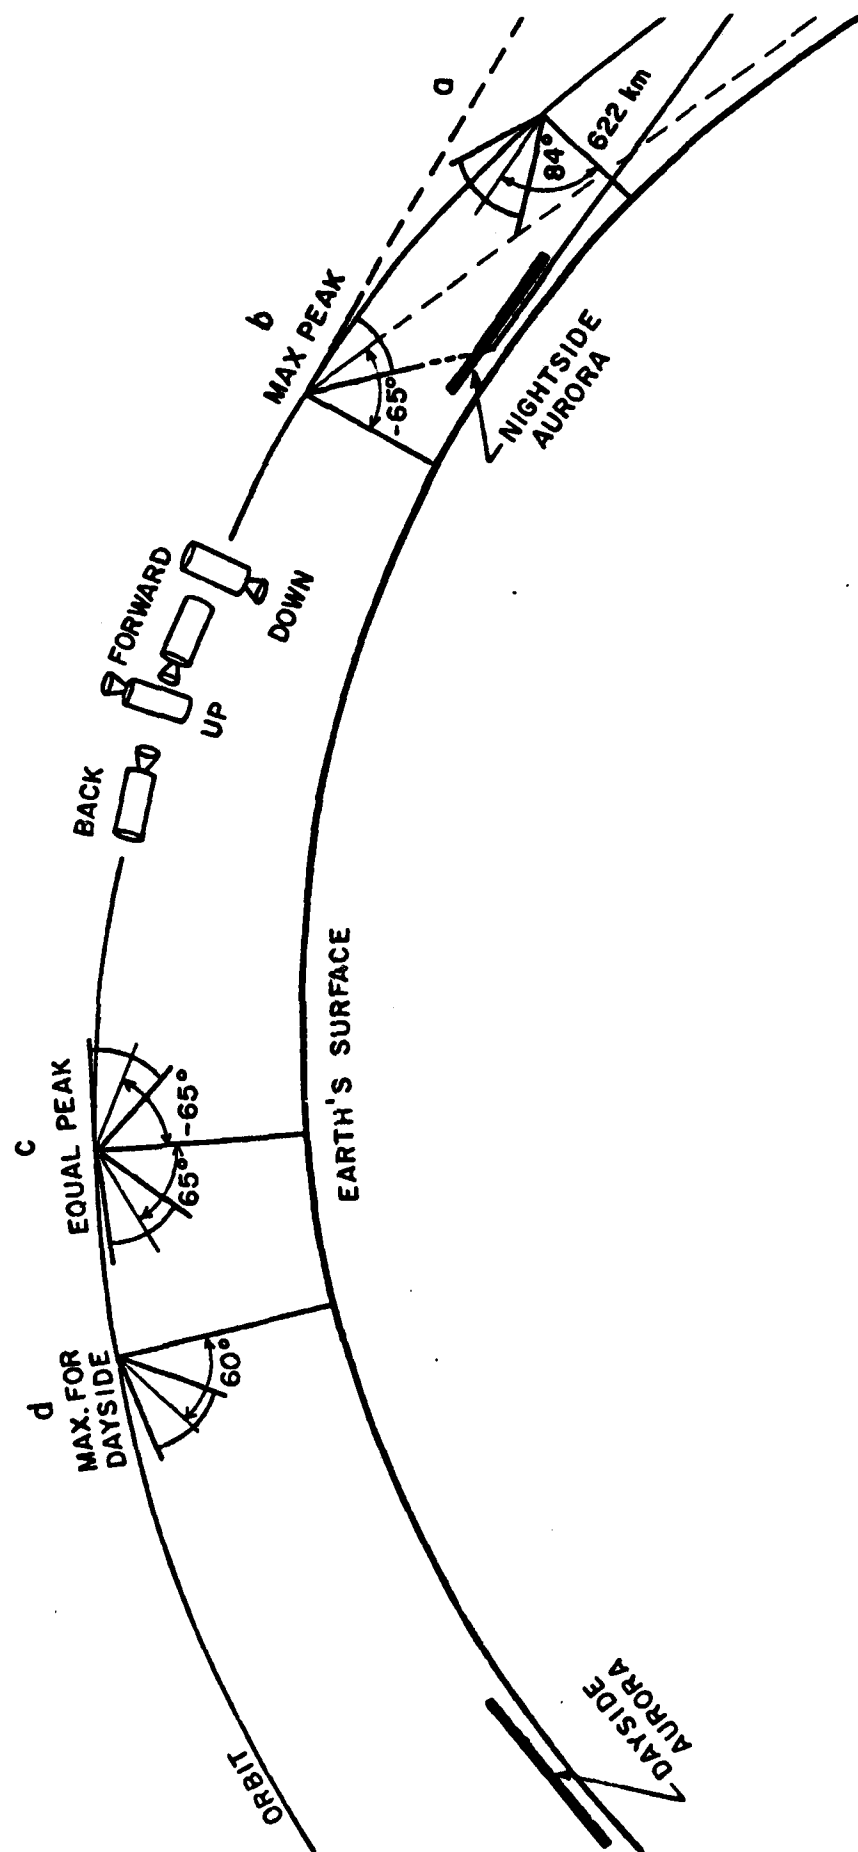 a
84°
622 km
b
MAX PEAK
-65°
NIGHTSIDE
AURORA
FORWARD
DOWN
UP
BACK
c
EQUAL PEAK
-65°
65°
EARTH'S SURFACE
d
MAX. FOR
DAYSIDE
60°
ORBIT
DAYSIDE
AURORA